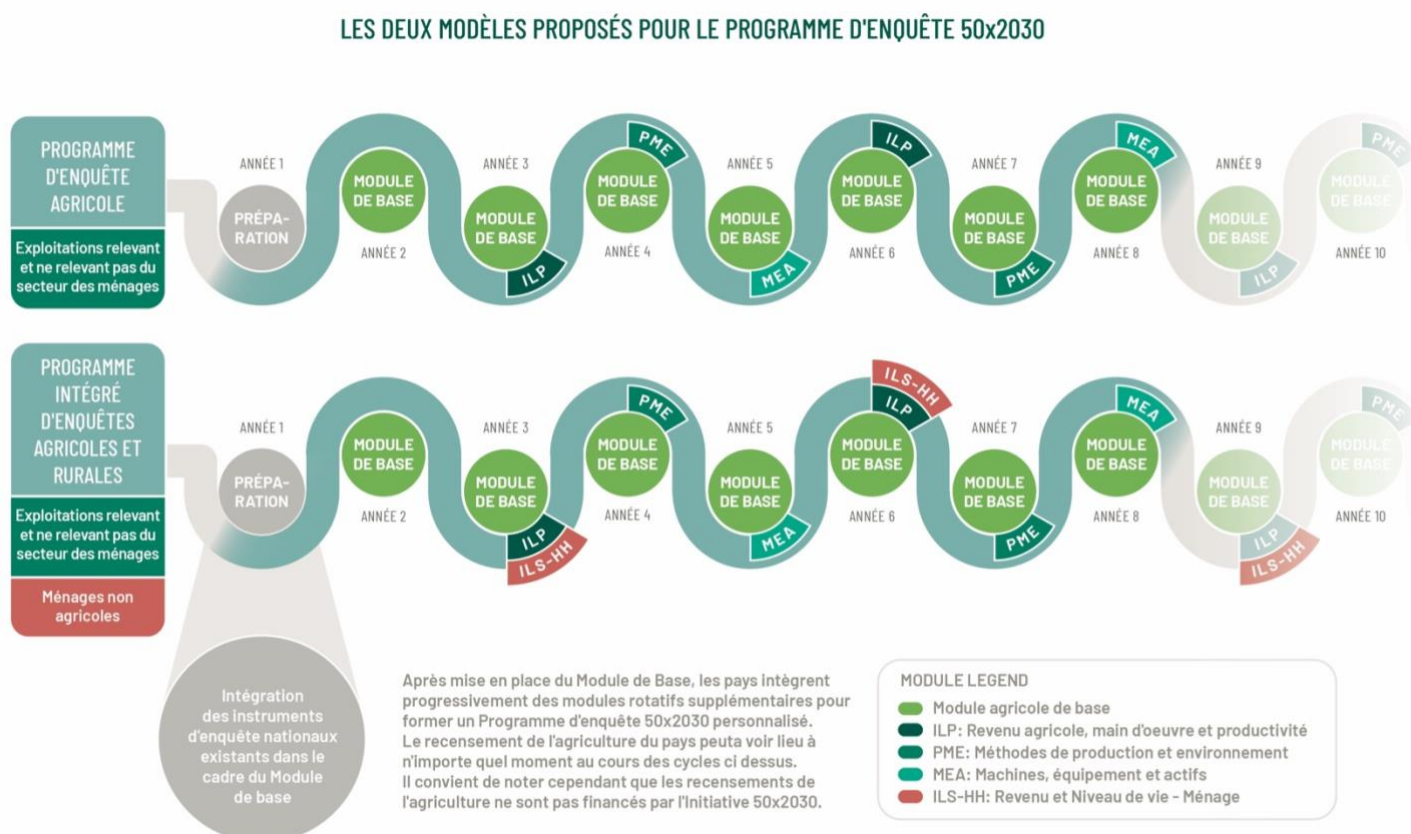 LES DEUX MODÈLES PROPOSÉS POUR LE PROGRAMME D'ENQUÊTE 50x2030
PROGRAMME
D'ENQUÊTE
AGRICOLE
Exploitations relevant
et ne relevant pas du
secteur des ménages
ANNÉE 1
PRÉPA-
RATION
MODULE
DE BASE
ANNÉE 2
ANNÉE 3
MODULE
DE BASE
ILP
PME
MODULE
DE BASE
ANNÉE 4
ANNÉE 5
MODULE
DE BASE
MEA
ILP
MODULE
DE BASE
ANNÉE 6
ANNÉE 7
MODULE
DE BASE
PME
MEA
MODULE
DE BASE
ANNÉE 8
ANNÉE 9
MODULE
DE BASE
ILP
PME
MODULE
DE BASE
ANNÉE 10
PROGRAMME
INTÉGRÉ
D'ENQUÊTES
AGRICOLES ET
RURALES
Exploitations relevant
et ne relevant pas du
secteur des ménages
Ménages non
agricoles
ANNÉE 1
PRÉPA-
RATION
MODULE
DE BASE
ANNÉE 2
ANNÉE 3
MODULE
DE BASE
ILP
ILS-HH
PME
MODULE
DE BASE
ANNÉE 4
ANNÉE 5
MODULE
DE BASE
MEA
ILS-HH
ILP
MODULE
DE BASE
ANNÉE 6
ANNÉE 7
MODULE
DE BASE
PME
MEA
MODULE
DE BASE
ANNÉE 8
ANNÉE 9
MODULE
DE BASE
ILP
ILS-HH
PME
MODULE
DE BASE
ANNÉE 10
Intégration
des instruments
d'enquête nationaux
existants dans le
cadre du Module
de base
Après mise en place du Module de Base, les pays intègrent
progressivement des modules rotatifs supplémentaires pour
former un Programme d'enquête 50x2030 personnalisé.
Le recensement de l'agriculture du pays peuta voir lieu à
n'importe quel moment au cours des cycles ci dessus.
Il convient de noter cependant que les recensements de
l'agriculture ne sont pas financés par l'Initiative 50x2030.
MODULE LEGEND
Module agricole de base
ILP: Revenu agricole, main d'oeuvre et productivité
PME: Méthodes de production et environnement
MEA: Machines, équipement et actifs
ILS-HH: Revenu et Niveau de vie - Ménage